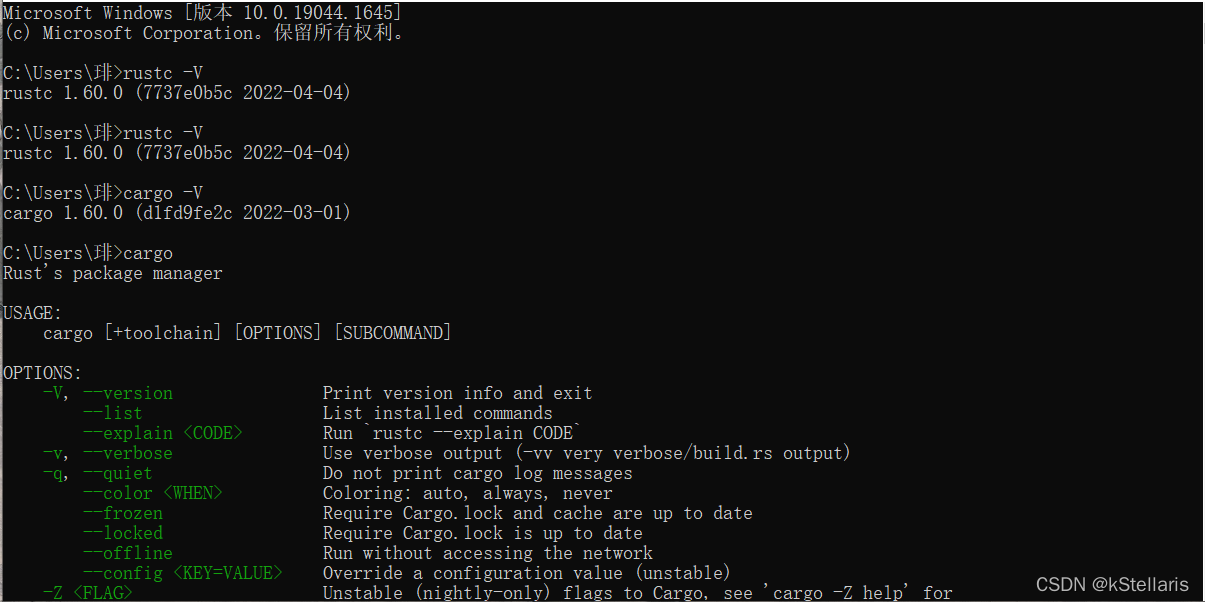 Microsoft Windows [版本 10.0.19044.1645]
(c) Microsoft Corporation。保留所有权利。
C:\Users\琲>rustc -V
rustc 1.60.0 (7737e0b5c 2022-04-04)
C:\Users\琲>rustc -V
rustc 1.60.0 (7737e0b5c 2022-04-04)
C:\Users\琲>cargo -V
cargo 1.60.0 (d1fd9fe2c 2022-03-01)
C:\Users\琲>cargo
Rust's package manager
USAGE:
    cargo [+toolchain] [OPTIONS] [SUBCOMMAND]
OPTIONS:
    -V, --version               Print version info and exit
        --list                  List installed commands
        --explain <CODE>        Run `rustc --explain CODE`
    -v, --verbose               Use verbose output (-vv very verbose/build.rs output)
    -q, --quiet                 Do not print cargo log messages
        --color <WHEN>          Coloring: auto, always, never
        --frozen                Require Cargo.lock and cache are up to date
        --locked                Require Cargo.lock is up to date
        --offline               Run without accessing the network
        --config <KEY=VALUE>    Override a configuration value (unstable)
    -Z <FLAG>                   Unstable (nightly-only) flags to Cargo, see 'cargo -Z help' for
CSDN @kStellaris